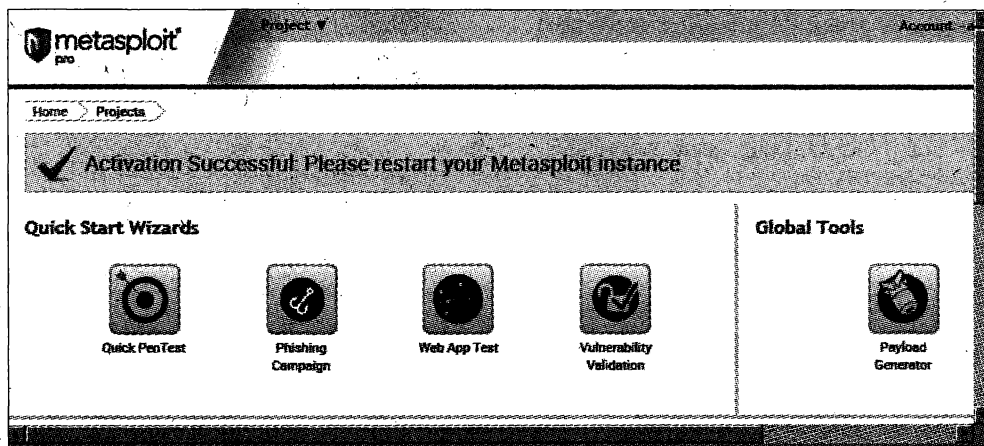 metasploit®
pro
Project ▼
Account
Home
Projects
Activation Successful: Please restart your Metasploit instance
Quick Start Wizards
Global Tools
Quick PenTest
Phishing
Campaign
Web App Test
Vulnerability
Validation
Payload
Generator